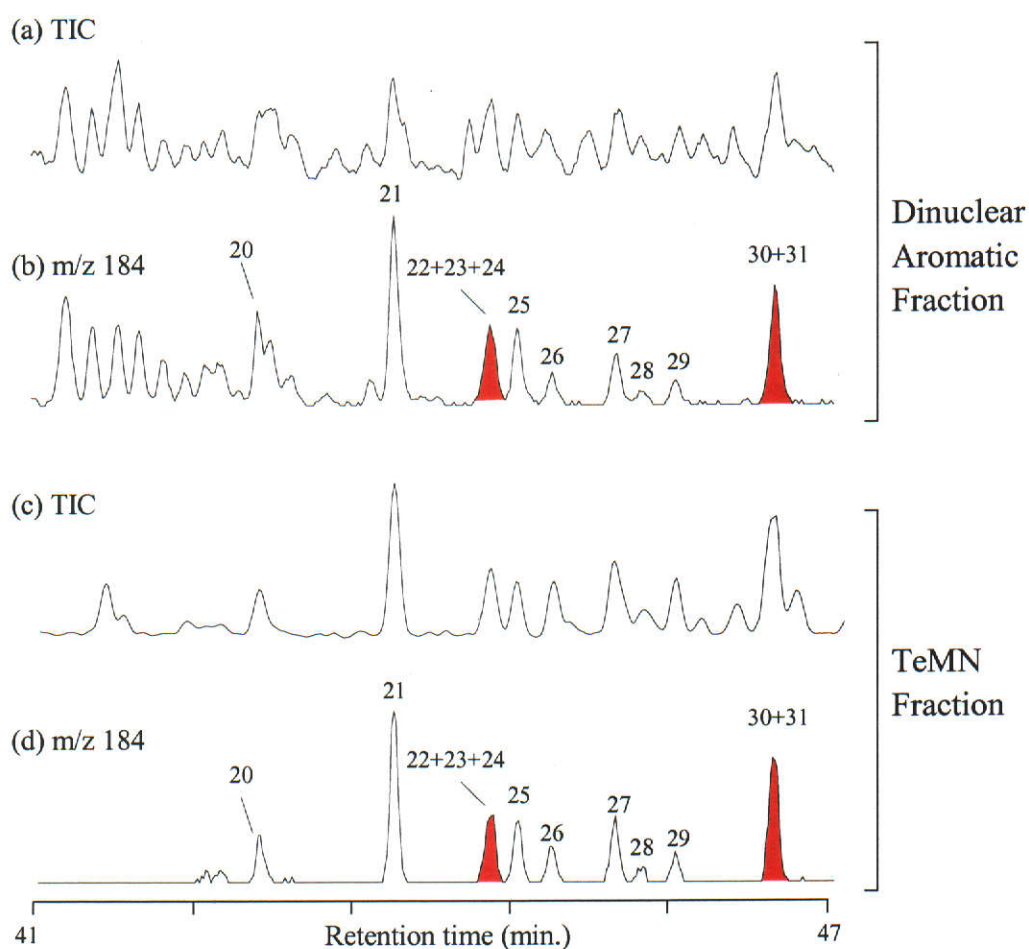 (a) TIC
21
20
(b) m/z 184
22+23+24
25
26
27
28
29
30+31
Dinuclear
Aromatic
Fraction
(c) TIC
21
(d) m/z 184
20
22+23+24
25
26
27
28
29
30+31
TeMN
Fraction
41
Retention time (min.)
47